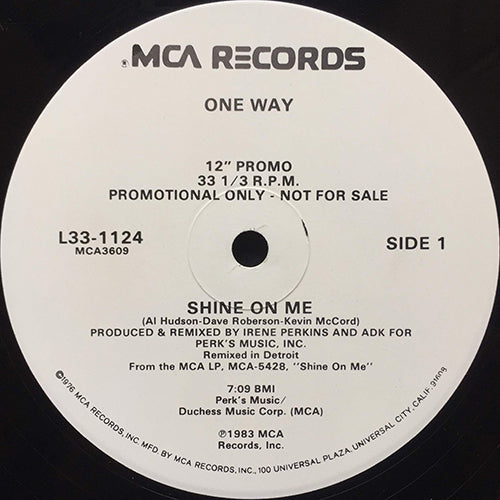 MCA RECORDS
ONE WAY
12" PROMO
33 1/3 R.P.M.
PROMOTIONAL ONLY - NOT FOR SALE
L33-1124
MCA3609
SIDE 1
SHINE ON ME
(Al Hudson-Dave Roberson-Kevin McCord)
PRODUCED & REMIXED BY IRENE PERKINS AND ADK FOR
PERK'S MUSIC, INC.
Remixed in Detroit
From the MCA LP, MCA-5428, "Shine On Me"
7:09 BMI
Perk's Music/
Duchess Music Corp. (MCA)
℗1983 MCA
Records, Inc.
©1976 MCA RECORDS, INC. MFD. BY MCA RECORDS, INC., 100 UNIVERSAL PLAZA, UNIVERSAL CITY, CALIF. 91608